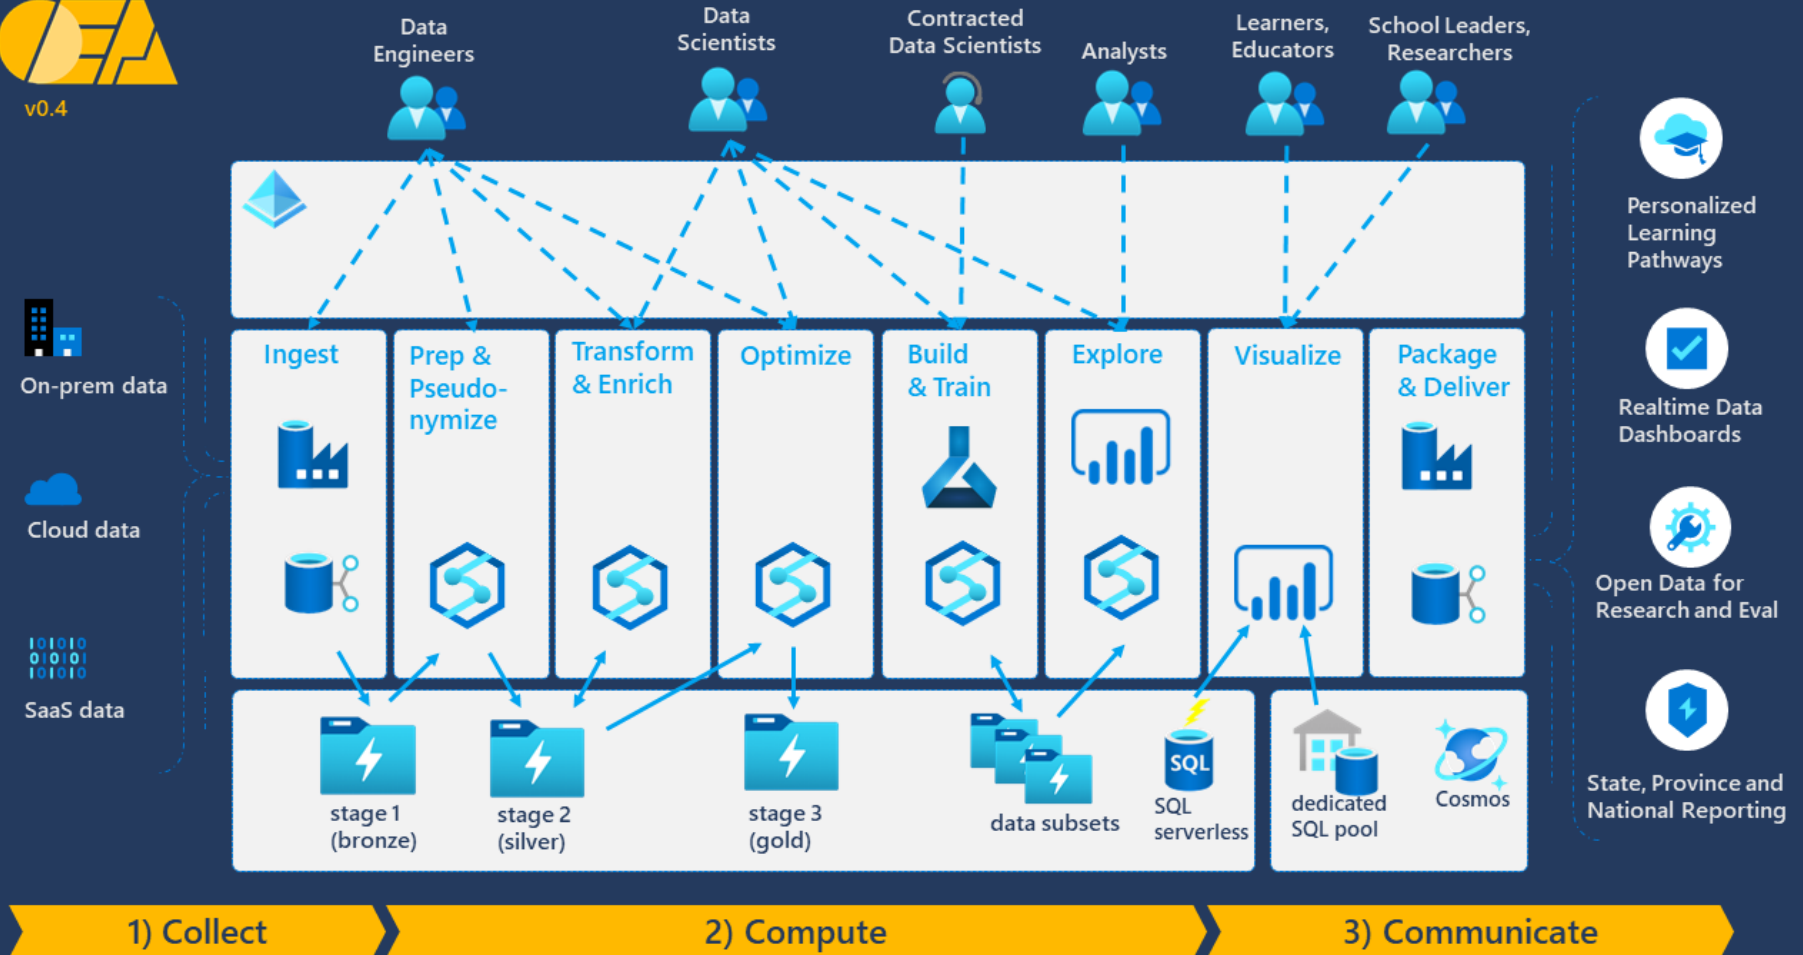 OEA
v0.4
Data
Engineers
Data
Scientists
Contracted
Data Scientists
Analysts
Learners,
Educators
School Leaders,
Researchers
On-prem data
Cloud data
SaaS data
Ingest
Prep &
Pseudo-
nymize
Transform
& Enrich
Optimize
Build
& Train
Explore
Visualize
Package
& Deliver
stage 1
(bronze)
stage 2
(silver)
stage 3
(gold)
data subsets
SQL
SQL
serverless
dedicated
SQL pool
Cosmos
Personalized
Learning
Pathways
Realtime Data
Dashboards
Open Data for
Research and Eval
State, Province and
National Reporting
1) Collect
2) Compute
3) Communicate